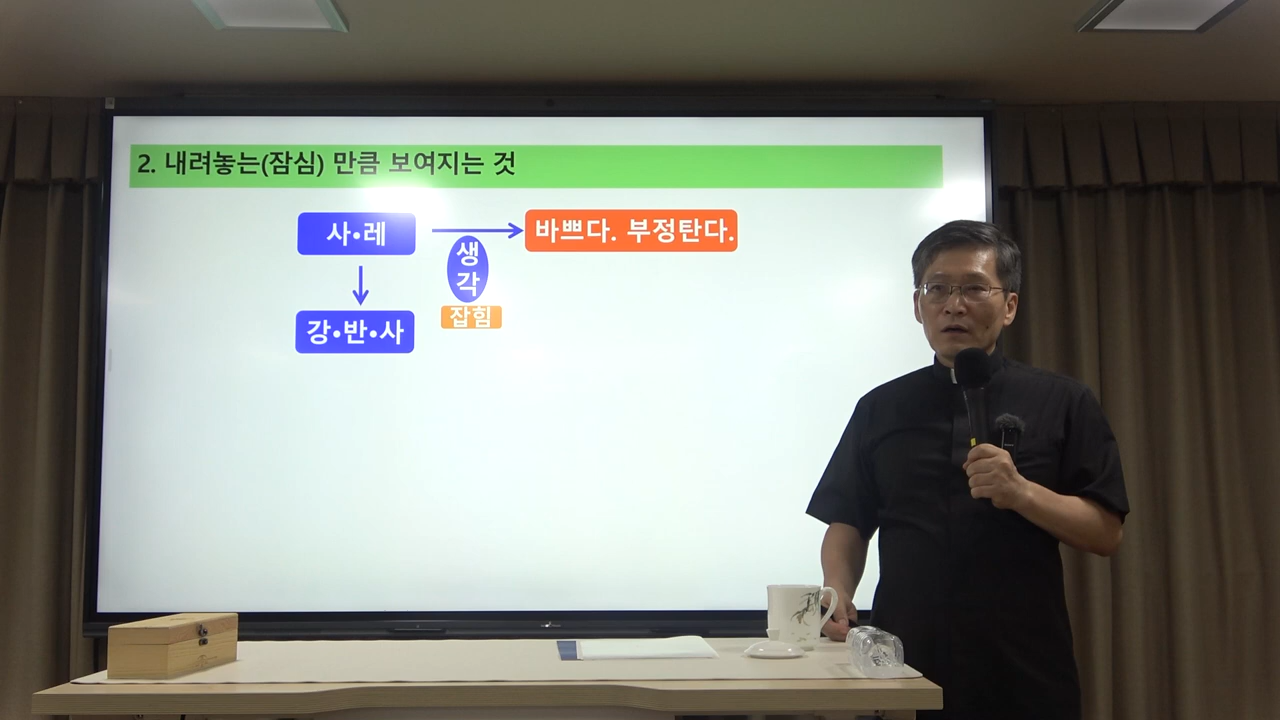 2. 내려놓는(잠심) 만큼 보여지는 것
사•레
바쁘다. 부정탄다.
생
각
잡힘
강•반•사